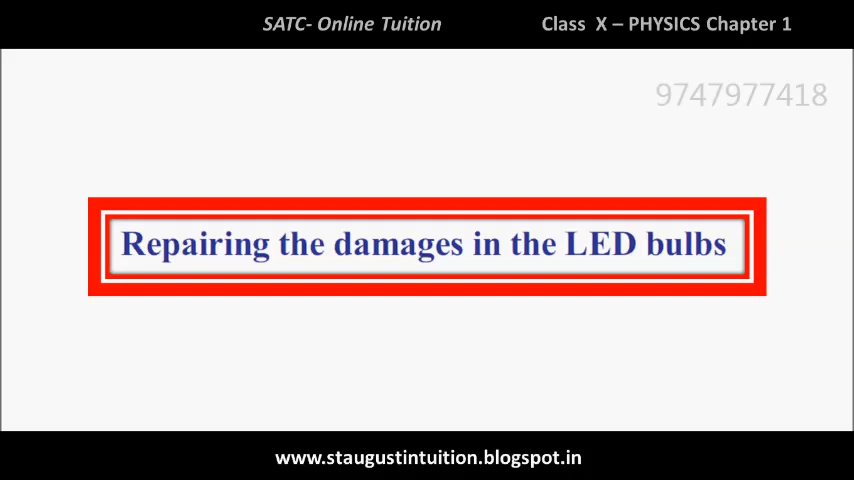 SATC- Online Tuition
Class X – PHYSICS Chapter 1
9747977418
Repairing the damages in the LED bulbs
www.staugustintuition.blogspot.in